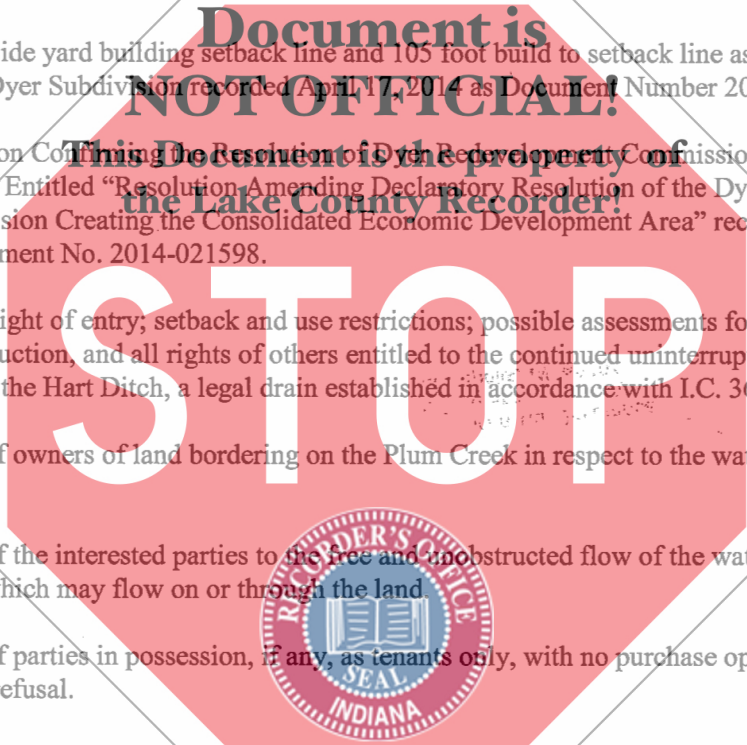 Document is
ide yard building setback line and 105 foot build to setback line as
Dyer Subdivision recorded April 17, 2014 as Document Number 20
NOT OFFICIAL!
on Confirming the Resolution of Dyer Redevelopment Commissio
This Document is the property of
Entitled “Resolution Amending Declaratory Resolution of the Dy
the Lake County Recorder!
sion Creating the Consolidated Economic Development Area” rec
ment No. 2014-021598.
STOP
ight of entry; setback and use restrictions; possible assessments fo
uction, and all rights of others entitled to the continued uninterrup
the Hart Ditch, a legal drain established in accordance with I.C. 36
f owners of land bordering on the Plum Creek in respect to the wat
f the interested parties to the free and unobstructed flow of the wat
hich may flow on or through the land.
f parties in possession, if any, as tenants only, with no purchase op
efusal.
RECORDER'S OFFICE
SEAL
INDIANA